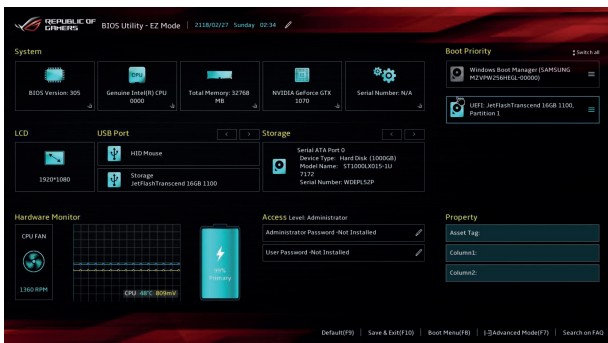 REPUBLIC OF
GAMERS
BIOS Utility - EZ Mode
2118/02/27 Sunday 02:34
System
BIOS Version: 305
CPU
Genuine Intel(R) CPU
0000
Total Memory: 32768
MB
NVIDIA GeForce GTX
1070
Serial Number: N/A
Boot Priority
Switch all
Windows Boot Manager (SAMSUNG
MZVPW256HEGL-00000)
UEFI: JetFlashTranscend 16GB 1100,
Partition 1
LCD
1920*1080
USB Port
HID Mouse
Storage
JetFlashTranscend 16GB 1100
Storage
Serial ATA Port 0
Device Type: Hard Disk (1000GB)
Model Name: ST1000LX015-1U
7172
Serial Number: WDEPLS2P
Hardware Monitor
CPU FAN
1360 RPM
CPU 48°C 809mV
99%
Primary
Access Level: Administrator
Administrator Password -Not Installed
User Password -Not Installed
Property
Asset Tag:
Column1:
Column2:
Default(F9)
Save & Exit(F10)
Boot Menu(F8)
Advanced Mode(F7)
Search on FAQ